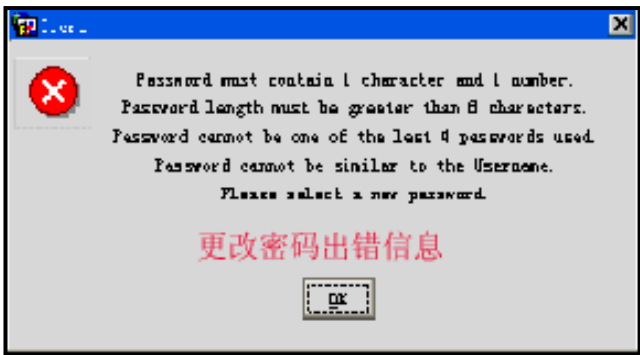 Password must contain 1 character and 1 number.
Password length must be greater than 8 characters.
Password cannot be one of the last 4 passwords used.
Password cannot be similar to the Username.
Please select a new password.
更改密码出错信息
OK